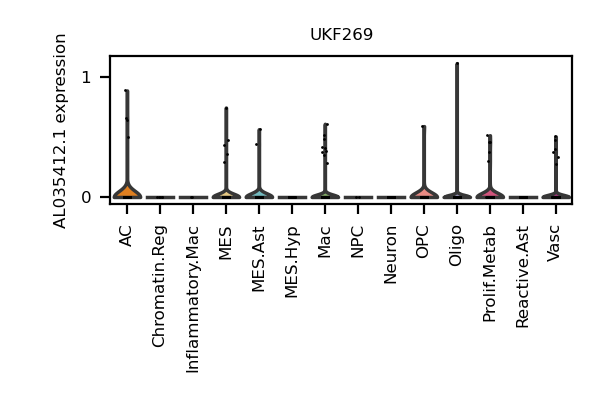 UKF269
AL035412.1 expression
1
0
AC
Chromatin.Reg
Inflammatory.Mac
MES
MES.Ast
MES.Hyp
Mac
NPC
Neuron
OPC
Oligo
Prolif.Metab
Reactive.Ast
Vasc